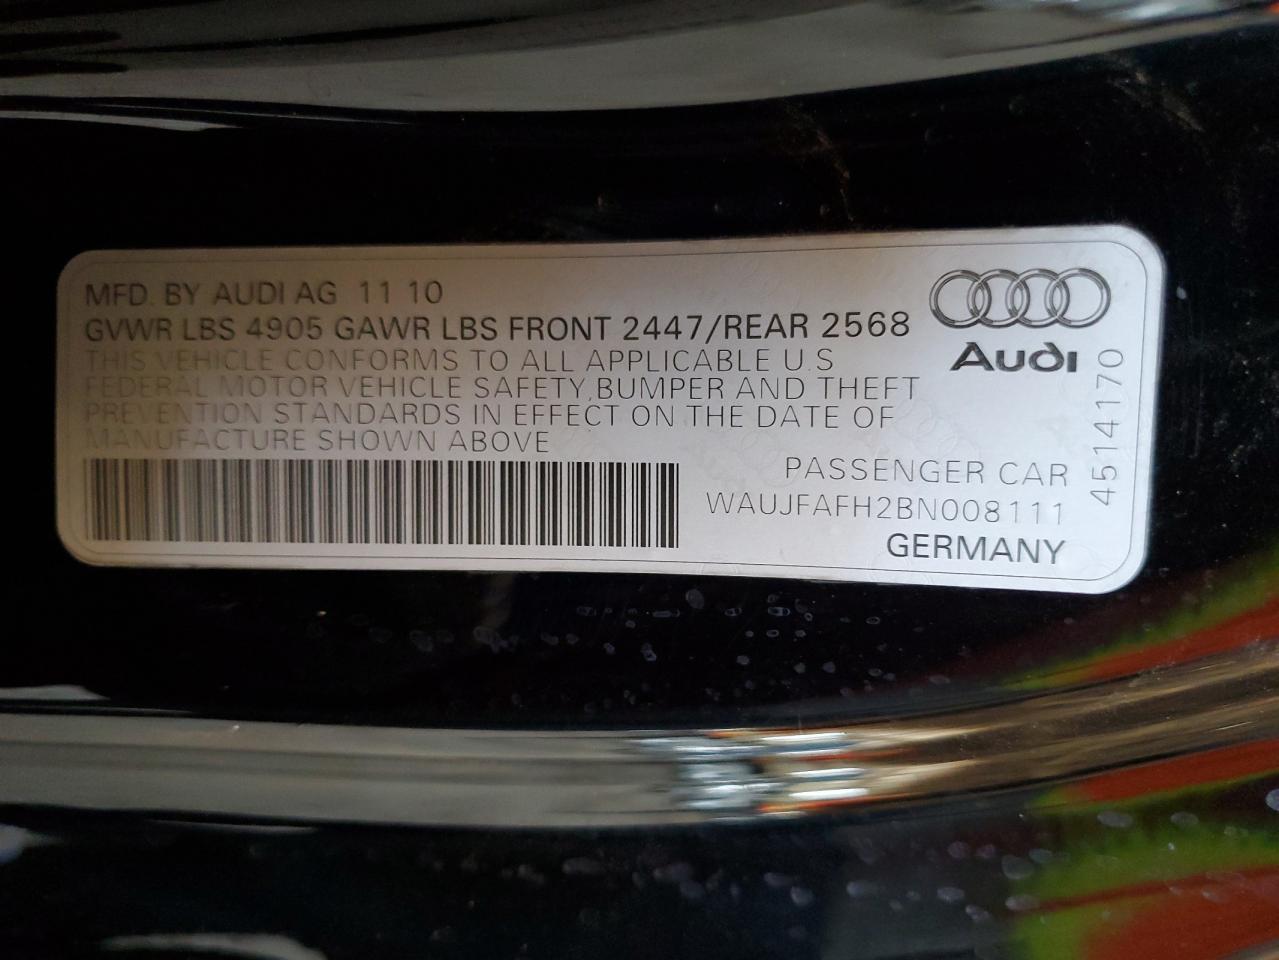 MFD. BY AUDI AG 11 10
GVWR LBS 4905 GAWR LBS FRONT 2447/REAR 2568
THIS VEHICLE CONFORMS TO ALL APPLICABLE U.S
FEDERAL MOTOR VEHICLE SAFETY, BUMPER AND THEFT
PREVENTION STANDARDS IN EFFECT ON THE DATE OF
MANUFACTURE SHOWN ABOVE
Audi
PASSENGER CAR
WAUJFAFH2BN008111
GERMANY
4514170